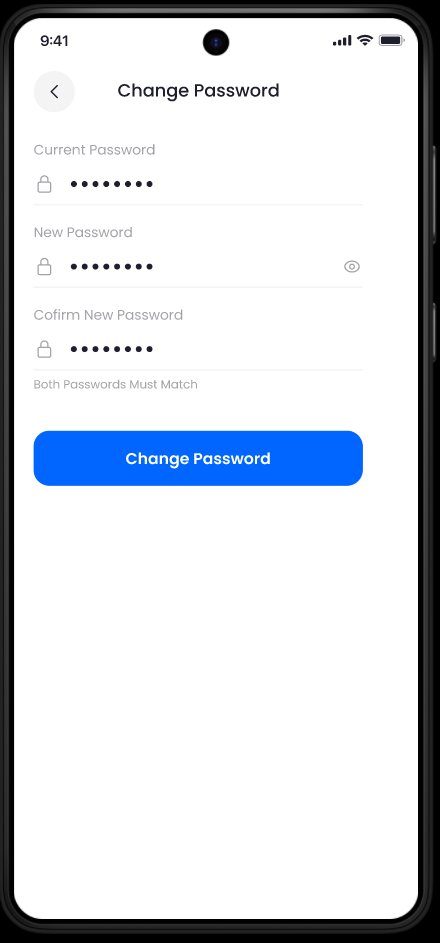 9:41
Change Password
Current Password
••••••••
New Password
••••••••
Cofirm New Password
••••••••
Both Passwords Must Match
Change Password